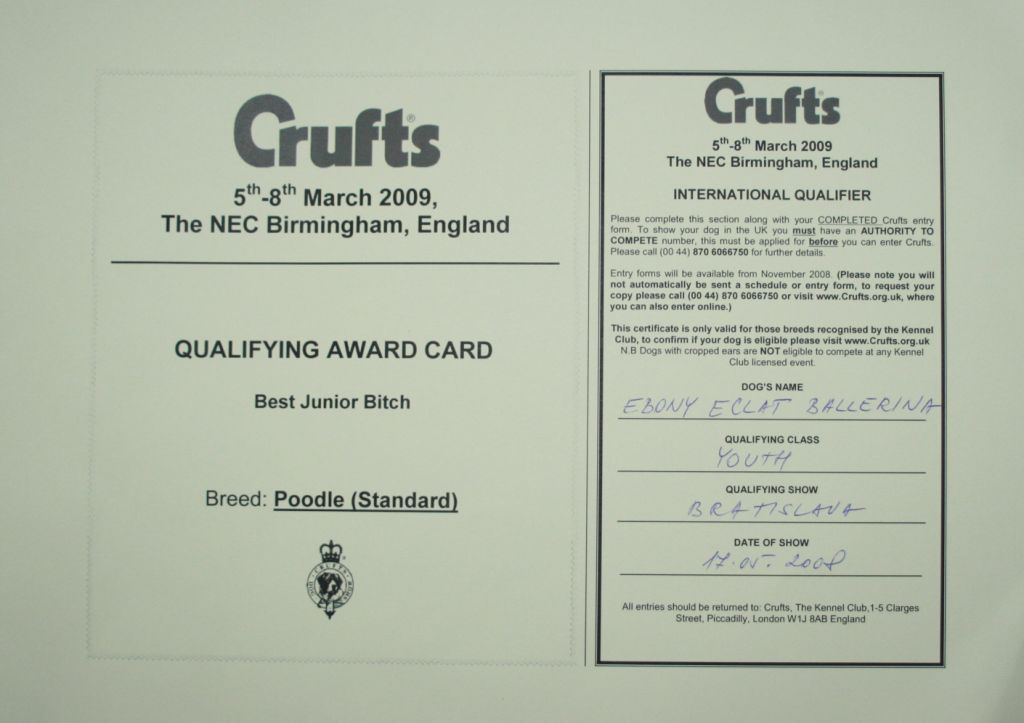 Crufts®
5th-8th March 2009,
The NEC Birmingham, England
QUALIFYING AWARD CARD
Best Junior Bitch
Breed: Poodle (Standard)
Crufts®
5th-8th March 2009
The NEC Birmingham, England
INTERNATIONAL QUALIFIER
Please complete this section along with your COMPLETED Crufts entry
form. To show your dog in the UK you must have an AUTHORITY TO
COMPETE number, this must be applied for before you can enter Crufts.
Please call (00 44) 870 6066750 for further details.
Entry forms will be available from November 2008. (Please note you will
not automatically be sent a schedule or entry form, to request your
copy please call (00 44) 870 6066750 or visit www.Crufts.org.uk, where
you can also enter online.)
This certificate is only valid for those breeds recognised by the Kennel
Club, to confirm if your dog is eligible please visit www.Crufts.org.uk
N.B Dogs with cropped ears are NOT eligible to compete at any Kennel
Club licensed event.
DOG'S NAME
EBONY ECLAT BALLERINA
QUALIFYING CLASS
YOUTH
QUALIFYING SHOW
BRATISLAVA
DATE OF SHOW
17.05.2008
All entries should be returned to: Crufts, The Kennel Club,1-5 Clarges
Street, Piccadilly, London W1J 8AB England